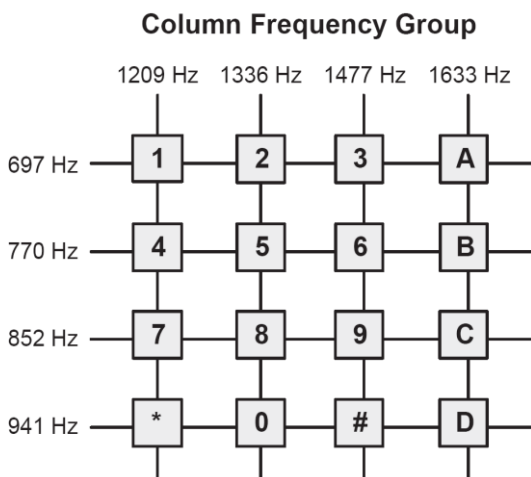 Column Frequency Group
1209 Hz 1336 Hz 1477 Hz 1633 Hz
697 Hz 1 2 3 A
770 Hz 4 5 6 B
852 Hz 7 8 9 C
941 Hz * 0 # D